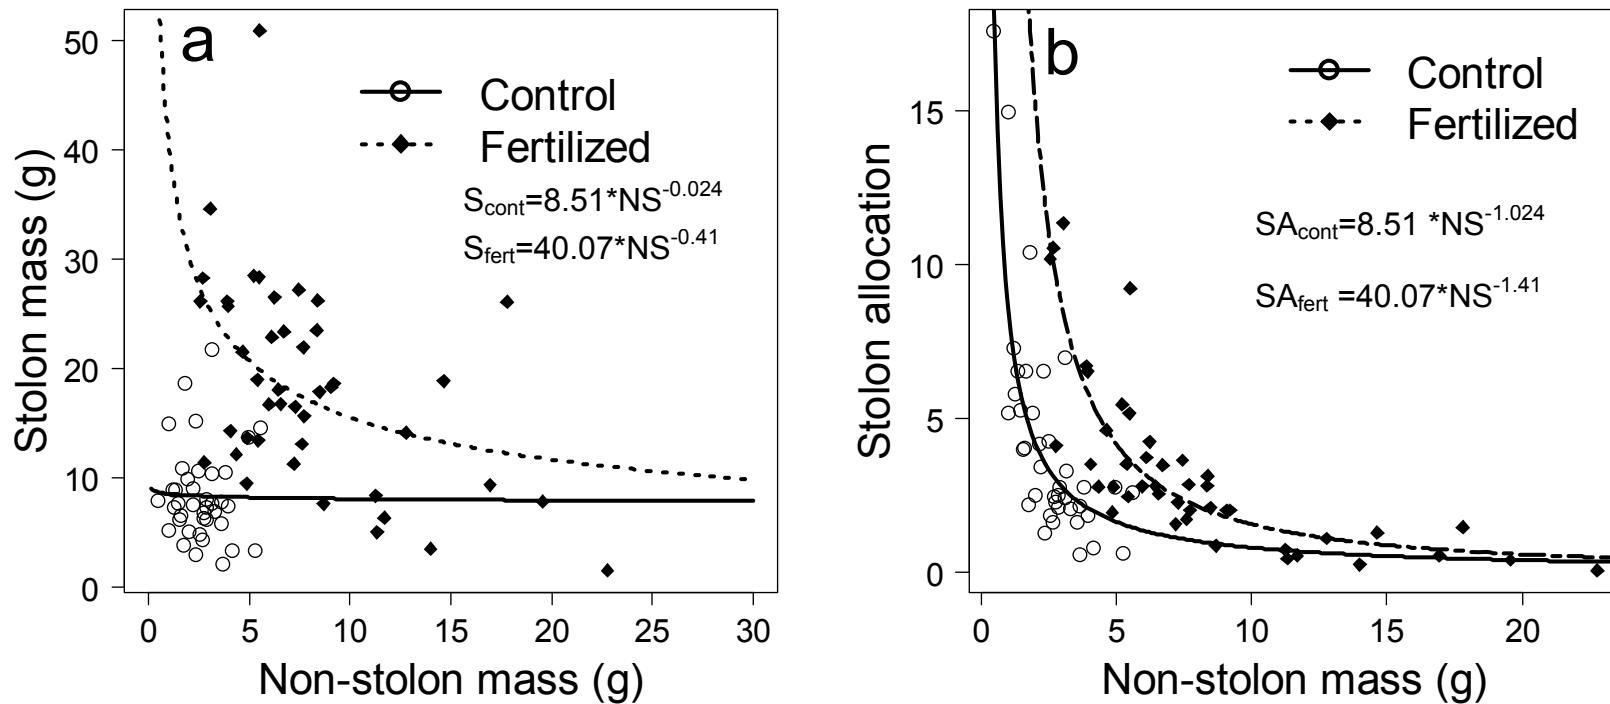 a
Control
Fertilized
S_cont=8.51*NS^-0.024
S_fert=40.07*NS^-0.41
Stolon mass (g)
50
40
30
20
10
0
0 5 10 15 20 25 30
Non-stolon mass (g)
b
Control
Fertilized
SA_cont=8.51 *NS^-1.024
SA_fert =40.07*NS^-1.41
Stolon allocation
15
10
5
0
0 5 10 15 20
Non-stolon mass (g)